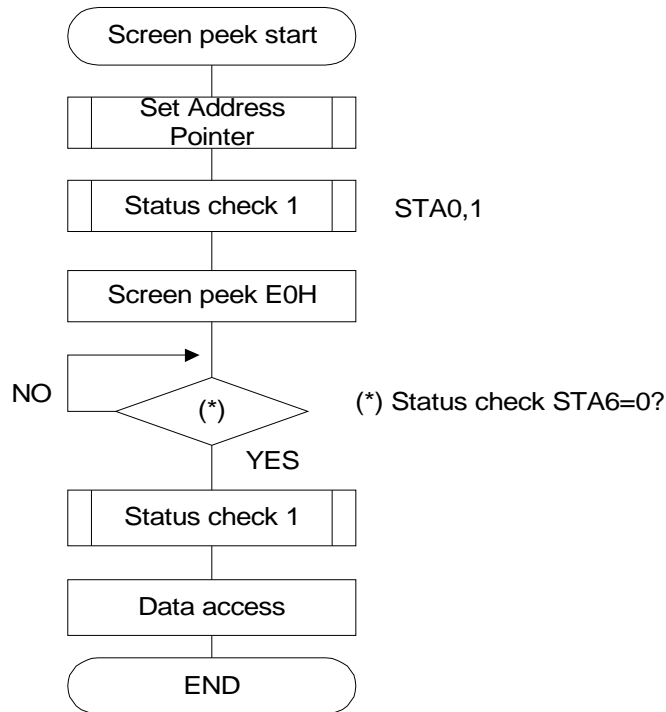 Screen peek start
Set Address
Pointer
Status check 1
STA0,1
Screen peek E0H
NO
(*)
(*) Status check STA6=0?
YES
Status check 1
Data access
END